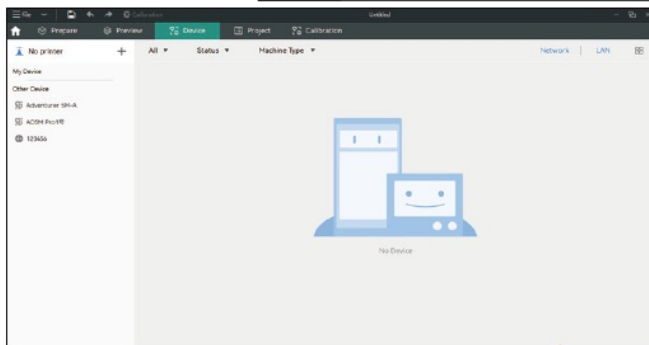 File Calibration Untitled
Prepare Preview Device Project Calibration
No printer + All Status Machine Type Network | LAN
My Device
Other Device
Adventurer 5M-A
AD5M Pro
123456
No Device